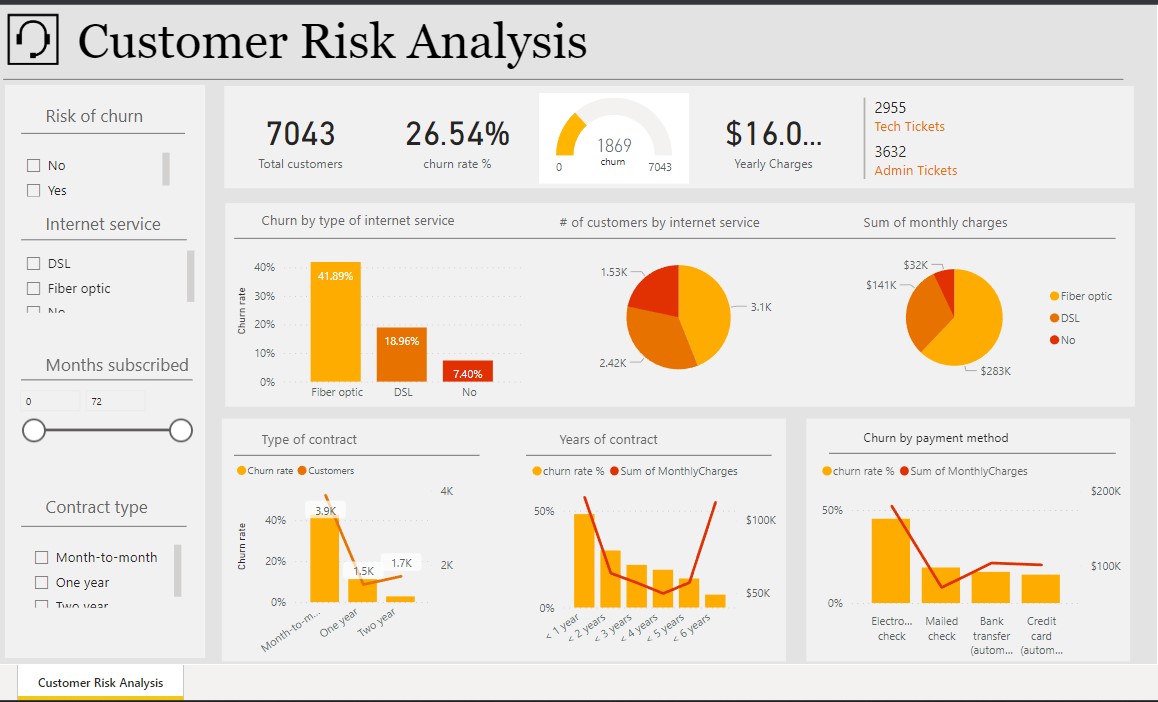 Customer Risk Analysis
Risk of churn
No
Yes
Internet service
DSL
Fiber optic
No
Months subscribed
0
72
Contract type
Month-to-month
One year
Two year
7043
Total customers
26.54%
churn rate %
1869
churn
0
7043
$16.0...
Yearly Charges
2955
Tech Tickets
3632
Admin Tickets
Churn by type of internet service
Churn rate
40%
30%
20%
10%
0%
41.89%
18.96%
7.40%
Fiber optic
DSL
No
# of customers by internet service
1.53K
3.1K
2.42K
Sum of monthly charges
$32K
$141K
$283K
Fiber optic
DSL
No
Type of contract
Churn rate
Customers
Churn rate
40%
20%
0%
3.9K
1.5K
1.7K
4K
2K
Month-to-m...
One year
Two year
Years of contract
churn rate %
Sum of MonthlyCharges
50%
0%
$100K
$50K
< 1 year
< 2 years
< 3 years
< 4 years
< 5 years
< 6 years
Churn by payment method
churn rate %
Sum of MonthlyCharges
50%
0%
$200K
$100K
Electro...
check
Mailed
check
Bank
transfer
(autom...
Credit
card
(autom...
Customer Risk Analysis